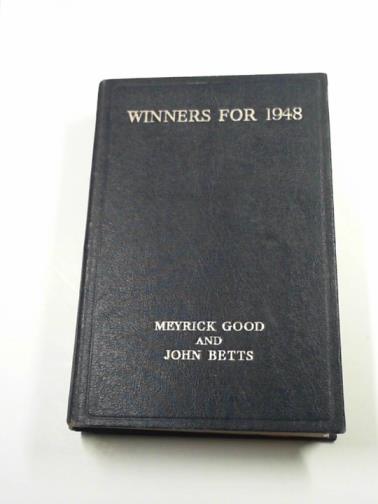 WINNERS FOR 1948
MEYRICK GOOD
AND
JOHN BETTS